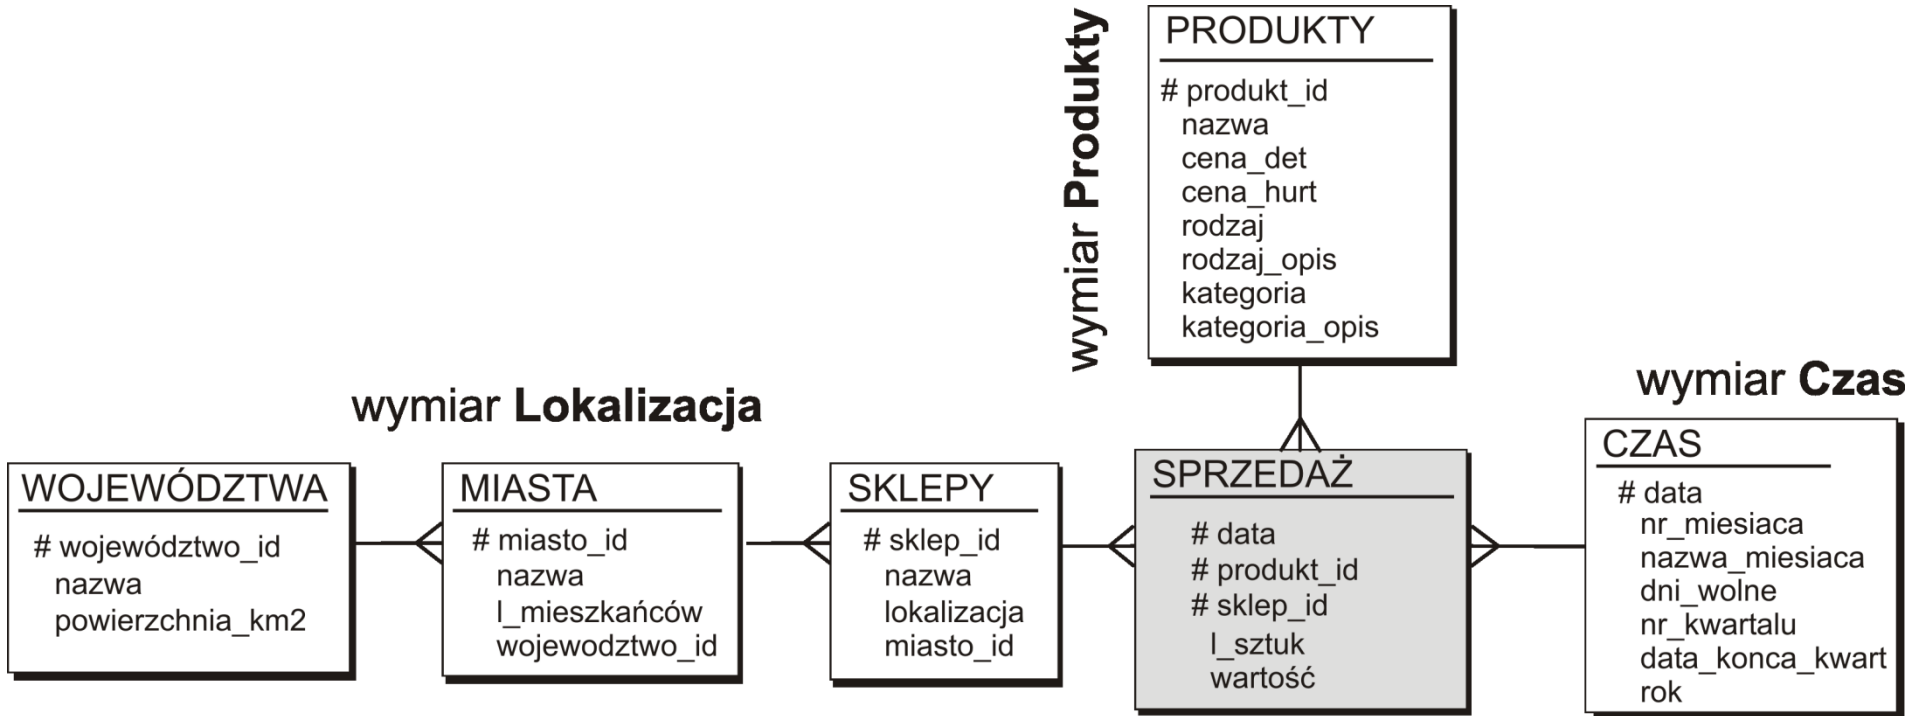 wymiar Produkty
PRODUKTY
# produkt_id
nazwa
cena_det
cena_hurt
rodzaj
rodzaj_opis
kategoria
kategoria_opis
wymiar Lokalizacja
WOJEWÓDZTWA
# województwo_id
nazwa
powierzchnia_km2
MIASTA
# miasto_id
nazwa
l_mieszkańców
wojewodztwo_id
SKLEPY
# sklep_id
nazwa
lokalizacja
miasto_id
SPRZEDAŻ
# data
# produkt_id
# sklep_id
l_sztuk
wartość
wymiar Czas
CZAS
# data
nr_miesiaca
nazwa_miesiaca
dni_wolne
nr_kwartalu
data_konca_kwart
rok